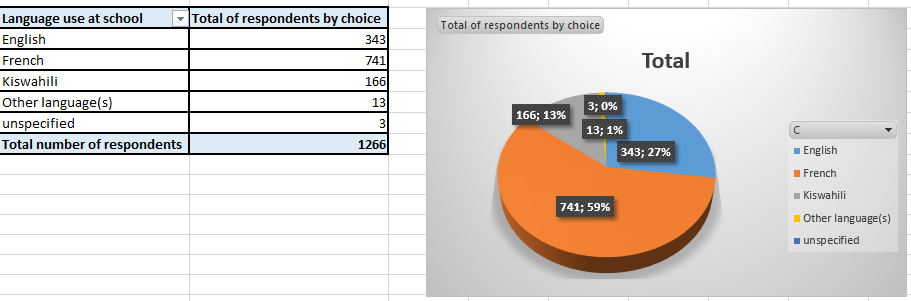 Language use at school Total of respondents by choice
English 343
French 741
Kiswahili 166
Other language(s) 13
unspecified 3
Total number of respondents 1266
Total of respondents by choice
Total
3; 0%
166; 13%
13; 1%
343; 27%
741; 59%
C
English
French
Kiswahili
Other language(s)
unspecified